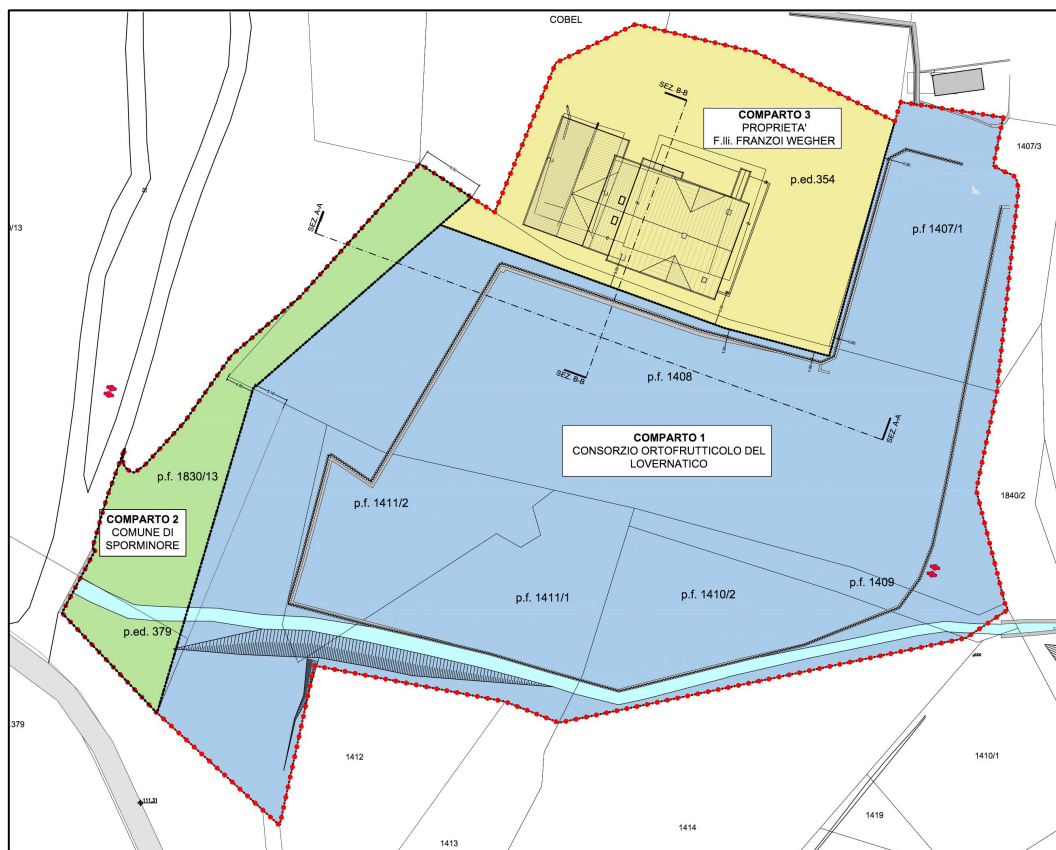 COBEL
SEZ. B-B
COMPARTO 3
PROPRIETA'
F.lli. FRANZOI WEGHER
p.ed.354
1407/3
p.f 1407/1
SEZ. A-A
/13
p.f. 1408
SEZ. B-B
SEZ. A-A
COMPARTO 1
CONSORZIO ORTOFRUTTICOLO DEL
LOVERNATICO
p.f. 1830/13
p.f. 1411/2
1840/2
COMPARTO 2
COMUNE DI
SPORMINORE
p.f. 1409
p.f. 1411/1
p.f. 1410/2
p.ed. 379
.379
1412
1410/1
1419
1414
1413